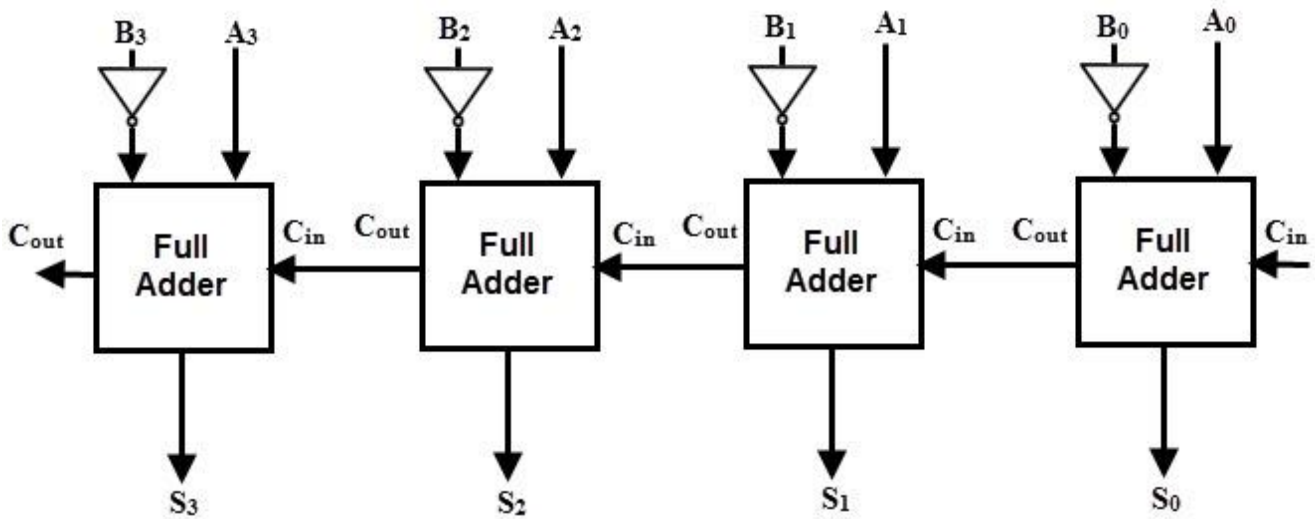 B₃ A₃ B₂ A₂ B₁ A₁ B₀ A₀
Cout Full Adder Cin Cout Full Adder Cin Cout Full Adder Cin Cout Full Adder Cin
S₃ S₂ S₁ S₀